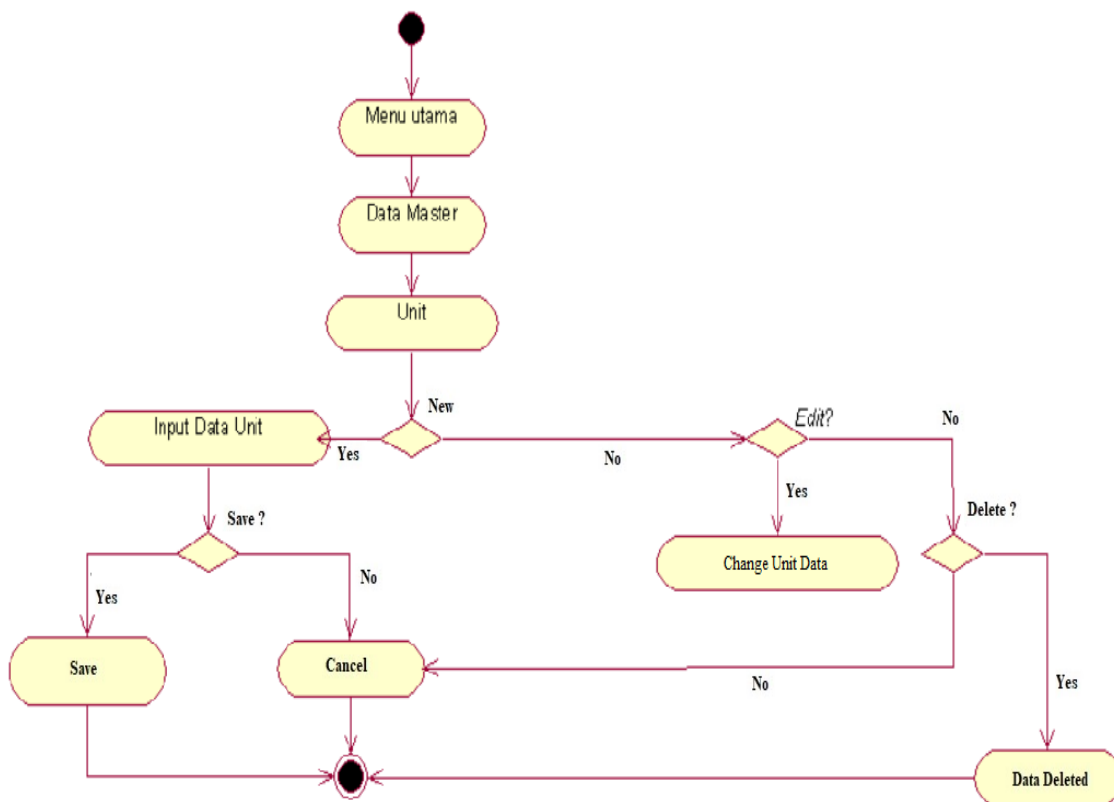 Menu utama
Data Master
Unit
New
Input Data Unit
Yes
No
Edit?
No
Yes
Save ?
Delete ?
Change Unit Data
Yes
No
Save
Cancel
No
Yes
Data Deleted